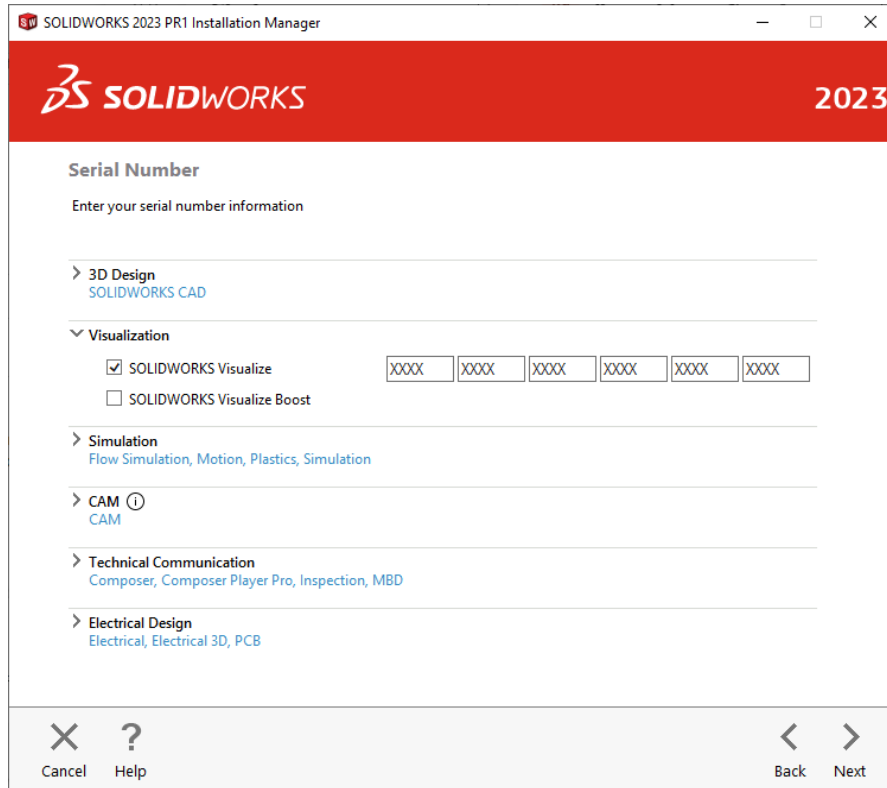 SOLIDWORKS 2023 PR1 Installation Manager
SOLIDWORKS 2023
Serial Number
Enter your serial number information
3D Design
SOLIDWORKS CAD
Visualization
SOLIDWORKS Visualize XXXX XXXX XXXX XXXX XXXX XXXX
SOLIDWORKS Visualize Boost
Simulation
Flow Simulation, Motion, Plastics, Simulation
CAM
CAM
Technical Communication
Composer, Composer Player Pro, Inspection, MBD
Electrical Design
Electrical, Electrical 3D, PCB
Cancel Help Back Next